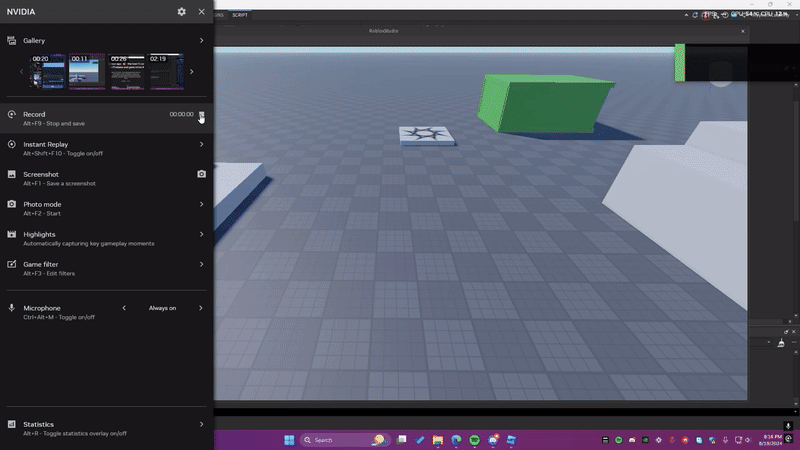 NVIDIA
Gallery
00:20
00:11
00:26
02:19
Record
00:00:00
Alt+F9 - Stop and save
Instant Replay
Alt+Shift+F10 - Toggle on/off
Screenshot
Alt+F1 - Save a screenshot
Photo mode
Alt+F2 - Start
Highlights
Automatically capturing key gameplay moments
Game filter
Alt+F3 - Edit filters
Microphone
Always on
Ctrl+Alt+M - Toggle on/off
Statistics
Alt+R - Toggle statistics overlay on/off
SCRIPT
RobloxStudio
Search
8:14 PM
8/19/2024